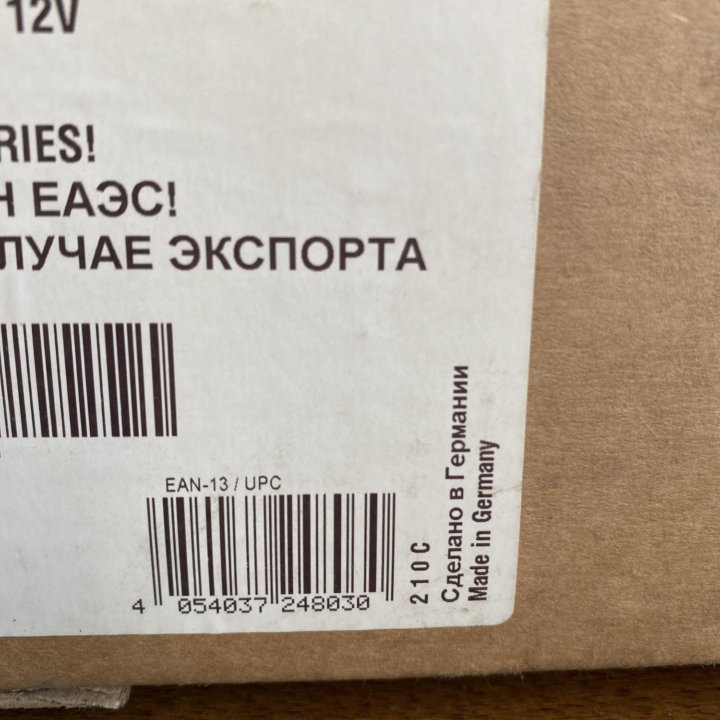 12V
RIES!
Н ЕАЭС!
ЛУЧАЕ ЭКСПОРТА
EAN-13 / UPC
4 054037 248030
210C
Сделано в Германии
Made in Germany